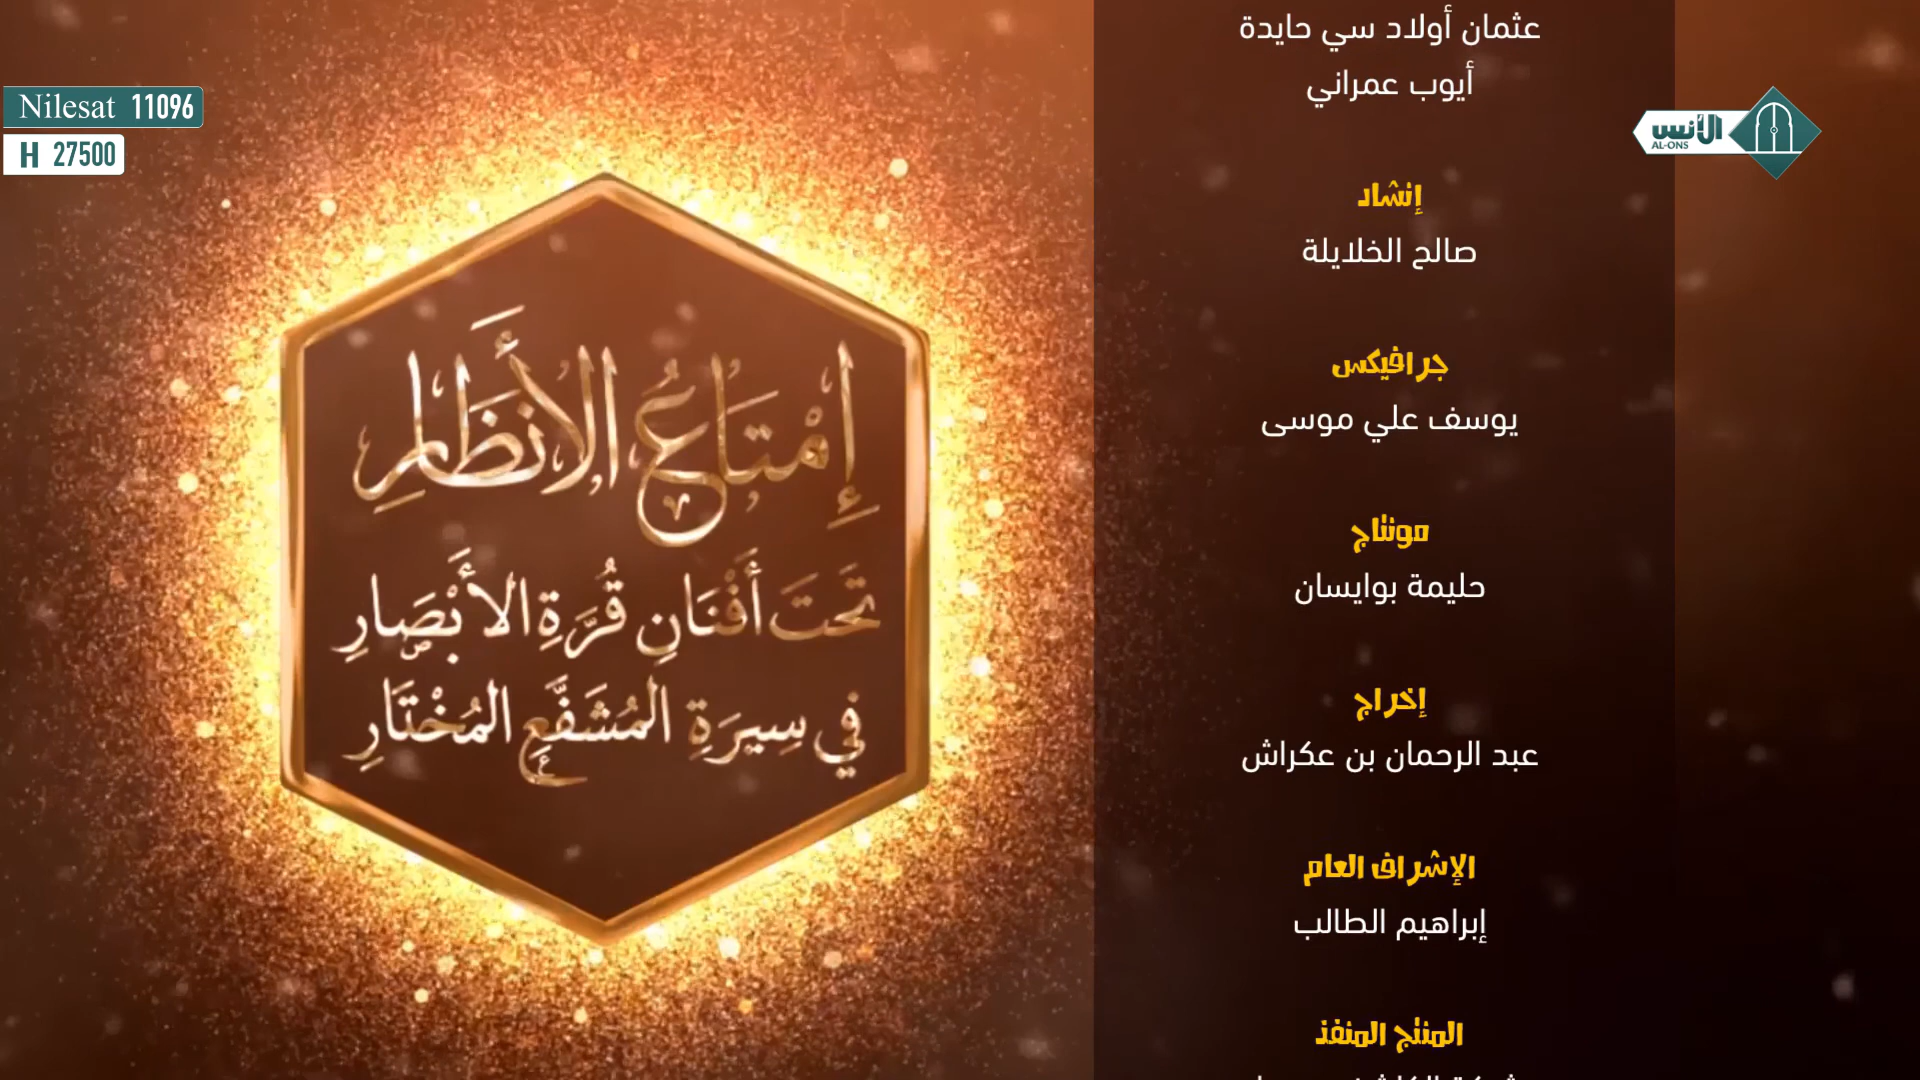 Nilesat 11096
H 27500
الأنس
AL-ONS
إِمْتَاعُ الأَنظَارِ
تَحَتَ أَفْنَانِ قُرَّةِ الأَبْصَارِ
فِي سِيرَةِ المُشَفَّعِ المُخْتَارِ
عثمان أولاد سي حايدة
أيوب عمراني
إنشاد
صالح الخلايلة
جرافيكس
يوسف علي موسى
مونتاج
حليمة بوايسان
إخراج
عبد الرحمان بن عكراش
الإشراف العام
إبراهيم الطالب
المنتج المنفذ